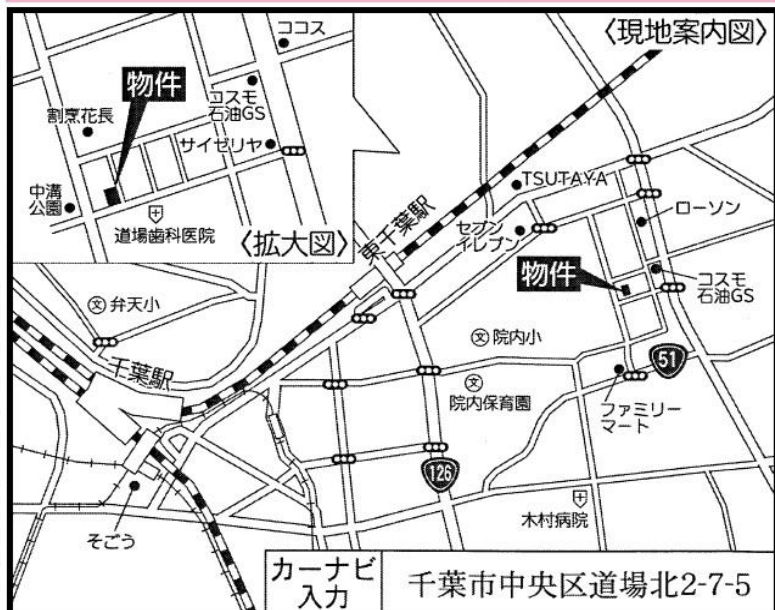 〈現地案内図〉
ココス
物件
コスモ
石油GS
割烹花長
サイゼリヤ
中溝
公園
道場歯科医院
〈拡大図〉
東千葉駅
TSUTAYA
セブン
イレブン
ローソン
物件
コスモ
石油GS
文
弁天小
文
院内小
千葉駅
51
文
院内保育園
ファミリー
マート
126
木村病院
そごう
カーナビ
入力
千葉市中央区道場北2-7-5